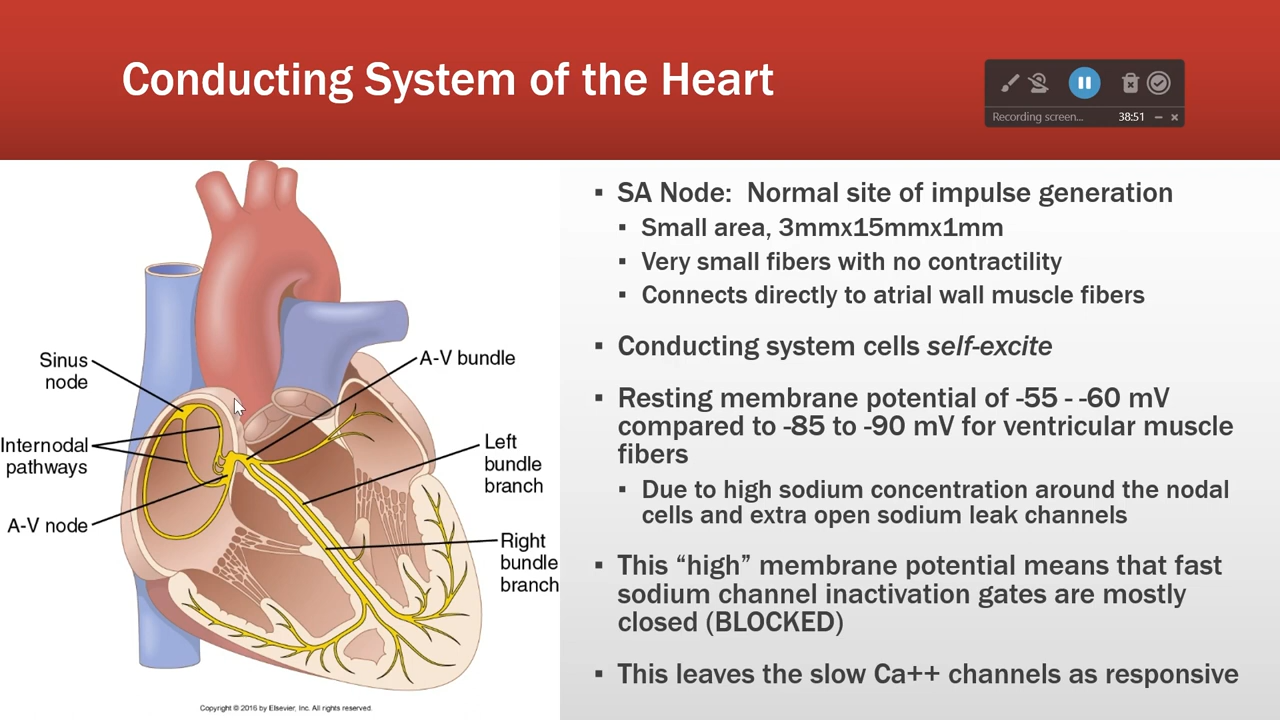 Conducting System of the Heart
Recording screen...
38:51
▪ SA Node: Normal site of impulse generation
▪ Small area, 3mmx15mmx1mm
▪ Very small fibers with no contractility
▪ Connects directly to atrial wall muscle fibers
▪ Conducting system cells self-excite
▪ Resting membrane potential of -55 - -60 mV
compared to -85 to -90 mV for ventricular muscle
fibers
▪ Due to high sodium concentration around the nodal
cells and extra open sodium leak channels
▪ This “high” membrane potential means that fast
sodium channel inactivation gates are mostly
closed (BLOCKED)
▪ This leaves the slow Ca++ channels as responsive
Sinus
node
Internodal
pathways
A-V node
A-V bundle
Left
bundle
branch
Right
bundle
branch
Copyright © 2016 by Elsevier, Inc. All rights reserved.